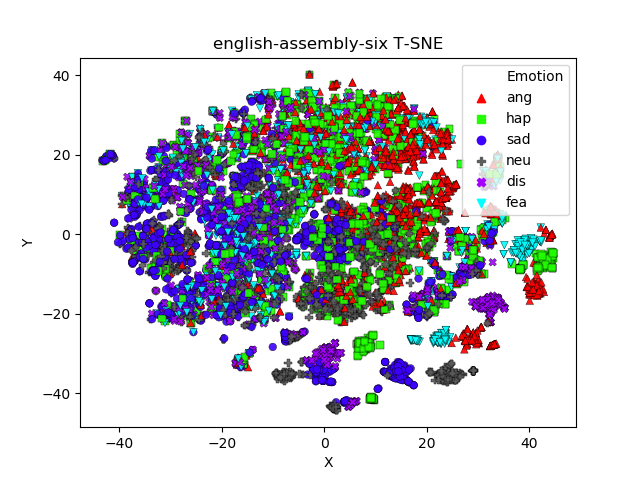 english-assembly-six T-SNE
Emotion
ang
hap
sad
neu
dis
fea
40
20
0
−20
−40
Y
−40 −20 0 20 40
X